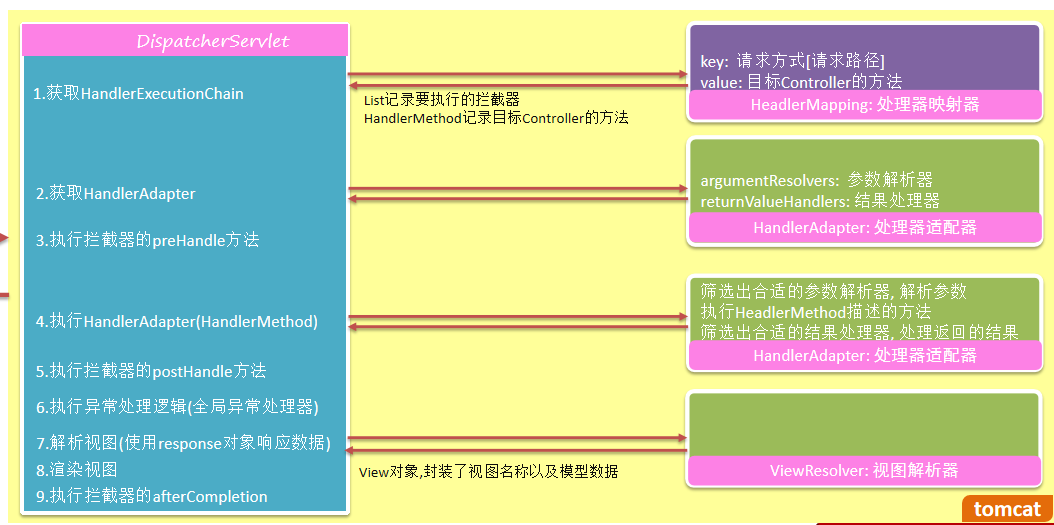 DispatcherServlet
1.获取HandlerExecutionChain
List记录要执行的拦截器
HandlerMethod记录目标Controller的方法
key: 请求方式[请求路径]
value: 目标Controller的方法
HeadlerMapping: 处理器映射器
2.获取HandlerAdapter
argumentResolvers: 参数解析器
returnValueHandlers: 结果处理器
HandlerAdapter: 处理器适配器
3.执行拦截器的preHandle方法
4.执行HandlerAdapter(HandlerMethod)
筛选出合适的参数解析器, 解析参数
执行HeadlerMethod描述的方法
筛选出合适的结果处理器, 处理返回的结果
HandlerAdapter: 处理器适配器
5.执行拦截器的postHandle方法
6.执行异常处理逻辑(全局异常处理器)
7.解析视图(使用response对象响应数据)
8.渲染视图
9.执行拦截器的afterCompletion
View对象,封装了视图名称以及模型数据
ViewResolver: 视图解析器
tomcat